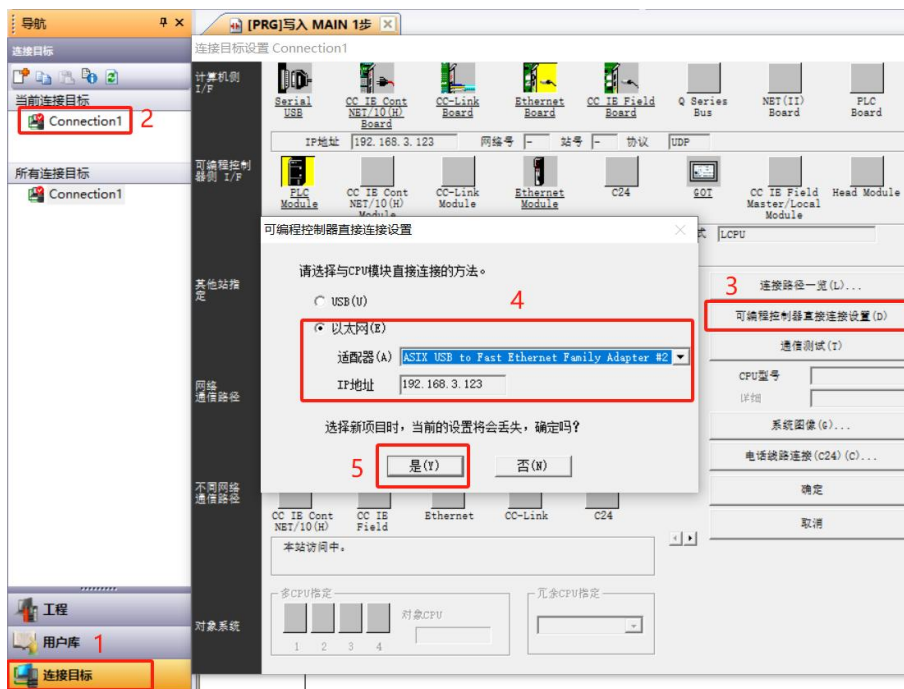 导航
[PRG]写入 MAIN 1步
连接目标
连接目标设置 Connection1
当前连接目标
Connection1
2
所有连接目标
Connection1
计算机侧
I/F
Serial
USB
CC IE Cont
NET/10(H)
Board
CC-Link
Board
Ethernet
Board
CC IE Field
Board
Q Series
Bus
NET(II)
Board
PLC
Board
IP地址 192.168.3.123 网络号 - 站号 - 协议 UDP
可编程控制
器侧 I/F
PLC
Module
CC IE Cont
NET/10(H)
Module
CC-Link
Module
Ethernet
Module
C24
GOT
CC IE Field
Master/Local
Module
Head Module
式 LCPU
可编程控制器直接连接设置
请选择与CPU模块直接连接的方法。
USB(U)
4
以太网(E)
适配器(A) ASIX USB to Fast Ethernet Family Adapter #2
IP地址 192.168.3.123
选择新项目时，当前的设置将会丢失，确定吗?
5
是(Y)
否(N)
其他站指
定
网络
通信路径
不同网络
通信路径
3
连接路径一览(L)...
可编程控制器直接连接设置(D)
通信测试(T)
CPU型号
详细
系统图像(G)...
电话线路连接(C24)(C)...
确定
取消
CC IE Cont
NET/10(H)
CC IE
Field
Ethernet
CC-Link
C24
本站访问中。
对象系统
多CPU指定
1 2 3 4
对象CPU
冗余CPU指定
工程
用户库
1
连接目标